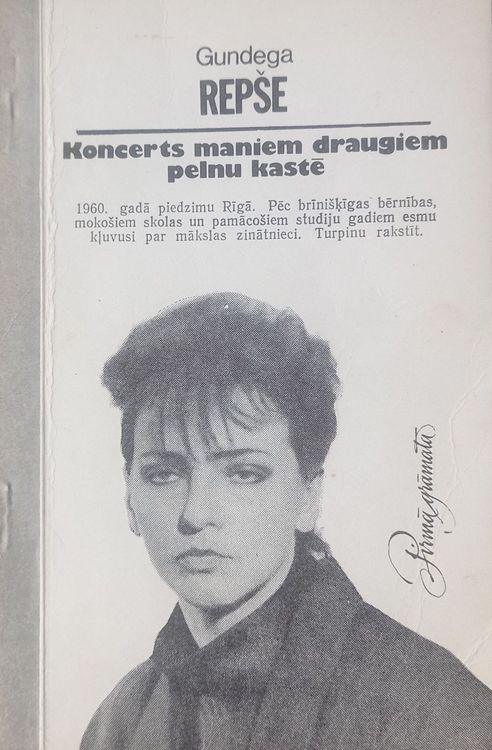 Gundega
REPŠE
Koncerts maniem draugiem
pelnu kastē
1960. gadā piedzimu Rīgā. Pēc brīnišķīgas bērnības,
mokošiem skolas un pamācošiem studiju gadiem esmu
kļuvusi par mākslas zinātnieci. Turpinu rakstīt.
Pirmā grāmata